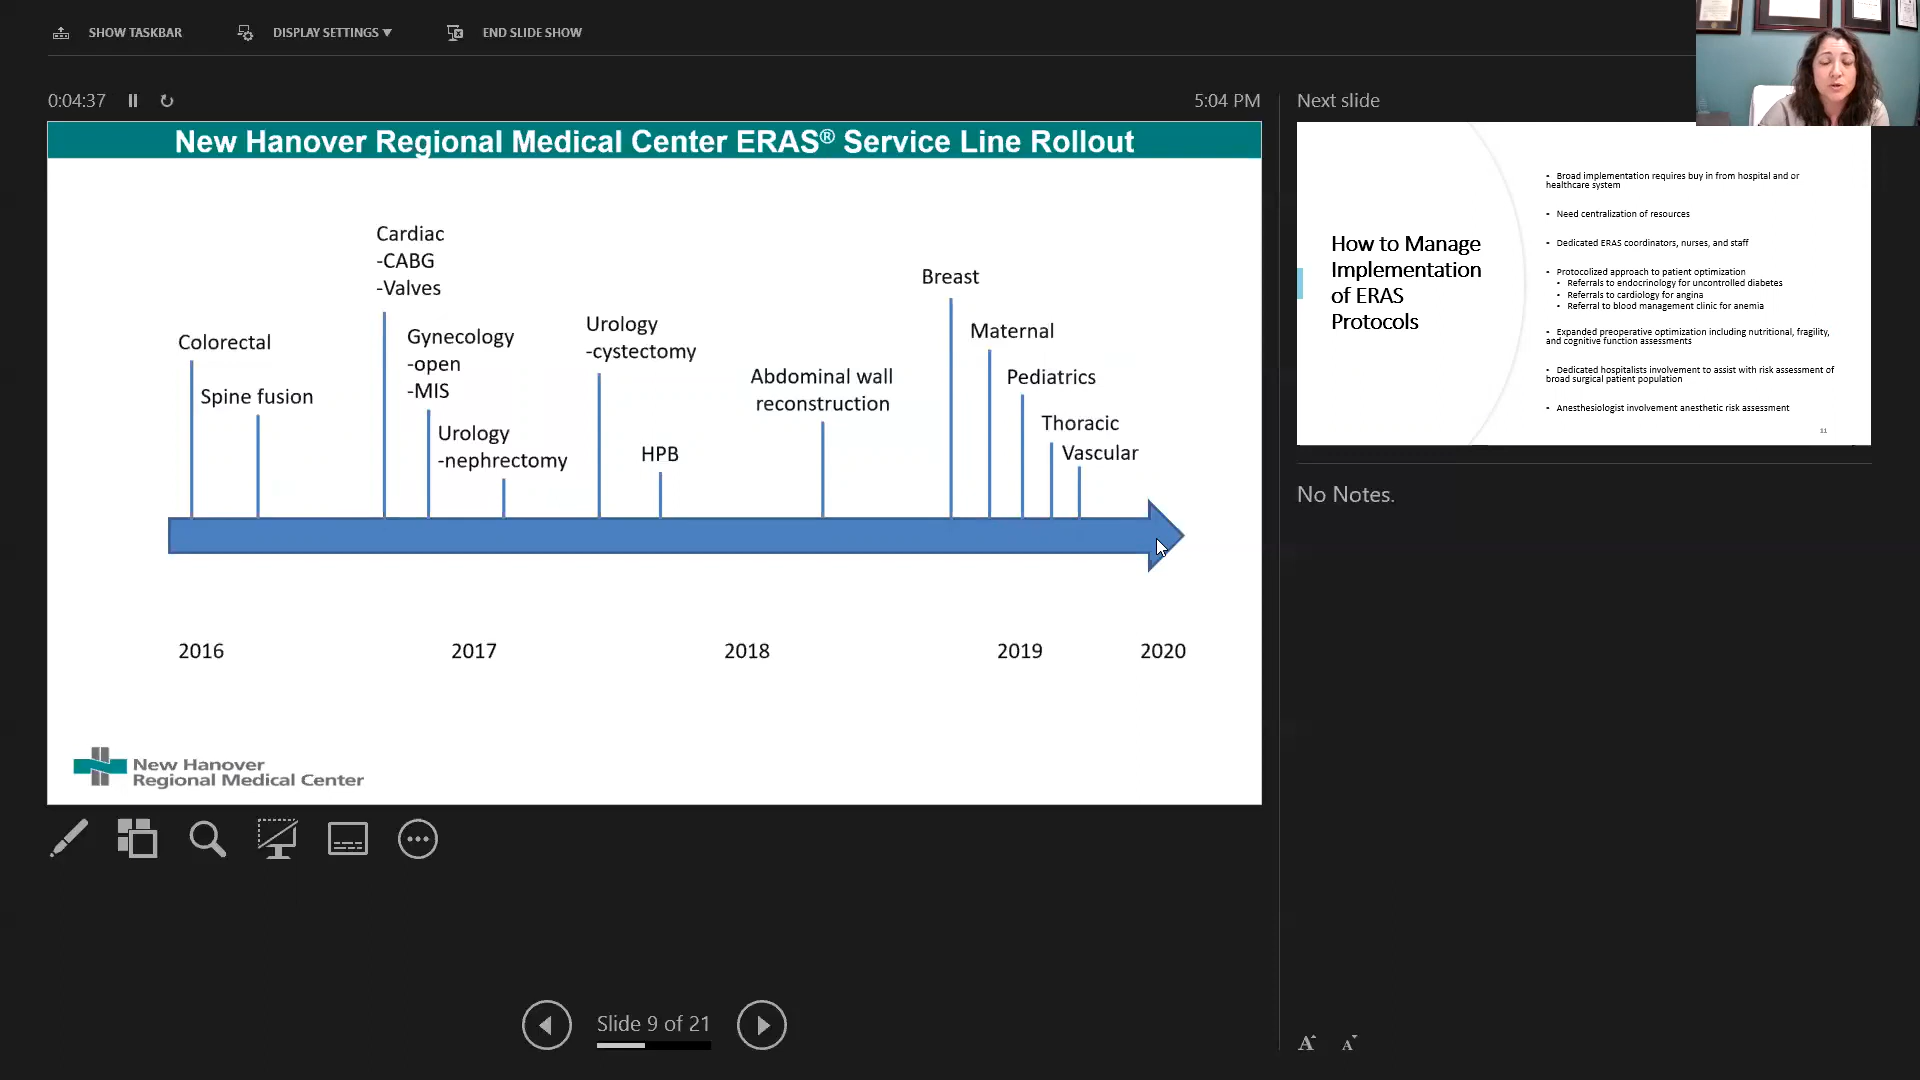 SHOW TASKBAR
DISPLAY SETTINGS ▼
END SLIDE SHOW
0:04:37
5:04 PM
Next slide
New Hanover Regional Medical Center ERAS® Service Line Rollout
Colorectal
Spine fusion
Cardiac
-CABG
-Valves
Gynecology
-open
-MIS
Urology
-nephrectomy
Urology
-cystectomy
HPB
Abdominal wall
reconstruction
Breast
Maternal
Pediatrics
Thoracic
Vascular
2016
2017
2018
2019
2020
New Hanover
Regional Medical Center
How to Manage
Implementation
of ERAS
Protocols
• Broad implementation requires buy in from hospital and or
healthcare system
• Need centralization of resources
• Dedicated ERAS coordinators, nurses, and staff
• Protocolized approach to patient optimization
• Referrals to endocrinology for uncontrolled diabetes
• Referrals to cardiology for angina
• Referral to blood management clinic for anemia
• Expanded preoperative optimization including nutritional, fragility,
and cognitive function assessments
• Dedicated hospitalists involvement to assist with risk assessment of
broad surgical patient population
• Anesthesiologist involvement anesthetic risk assessment
11
No Notes.
Slide 9 of 21
A A